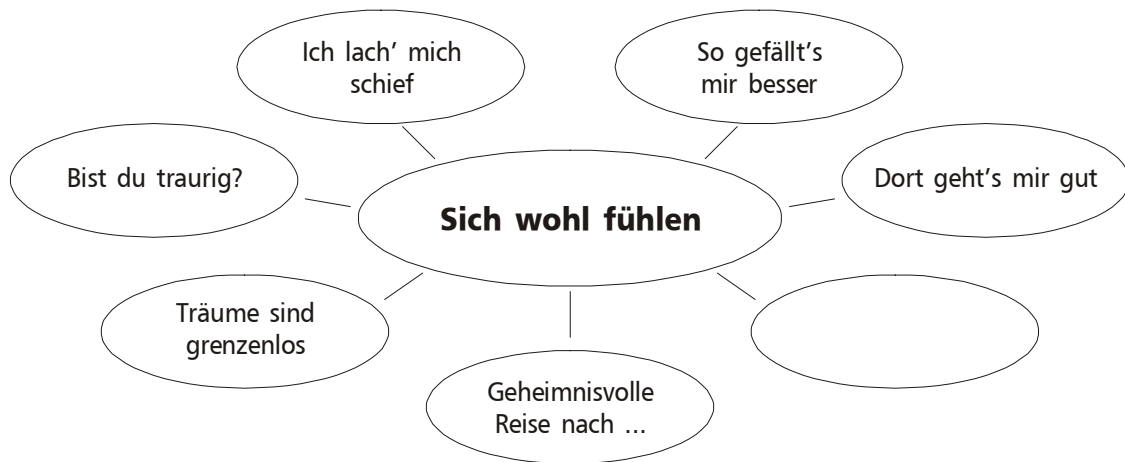 Ich lach' mich
schief
So gefällt's
mir besser
Bist du traurig?
Dort geht's mir gut
Sich wohl fühlen
Träume sind
grenzenlos
Geheimnisvolle
Reise nach ...